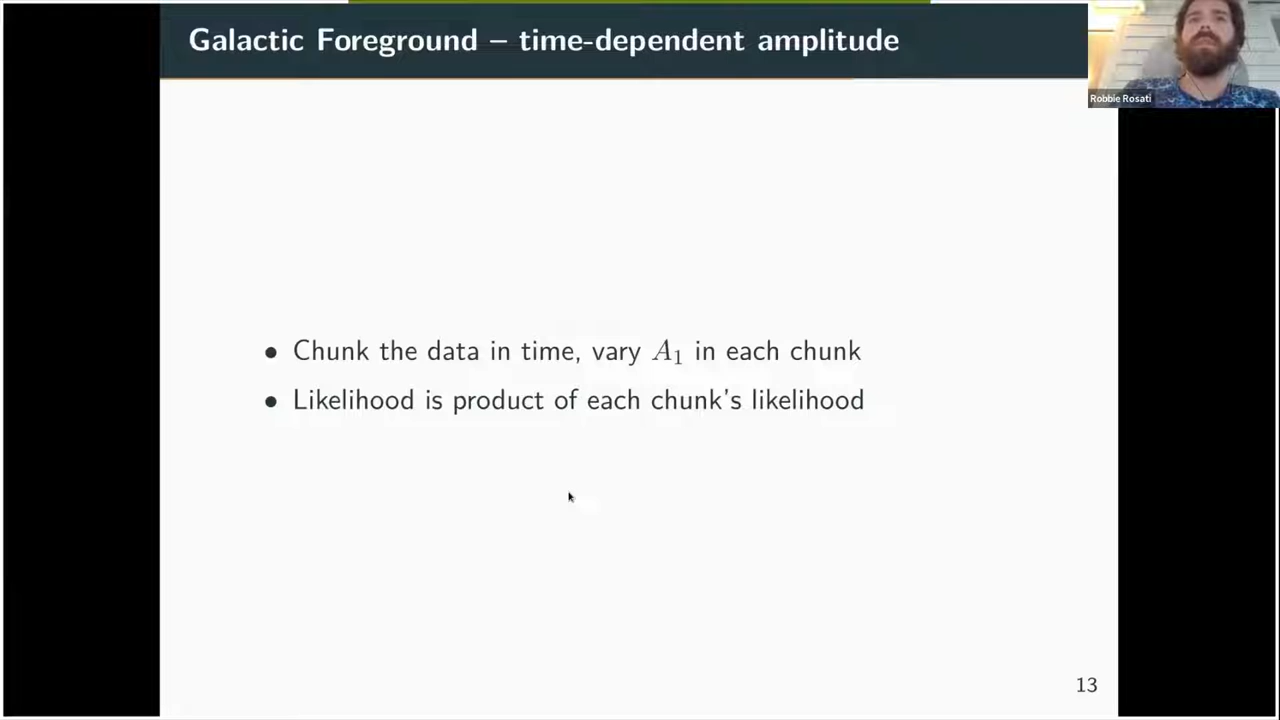 Galactic Foreground – time-dependent amplitude
Robbie Rosati
• Chunk the data in time, vary A₁ in each chunk
• Likelihood is product of each chunk's likelihood
13